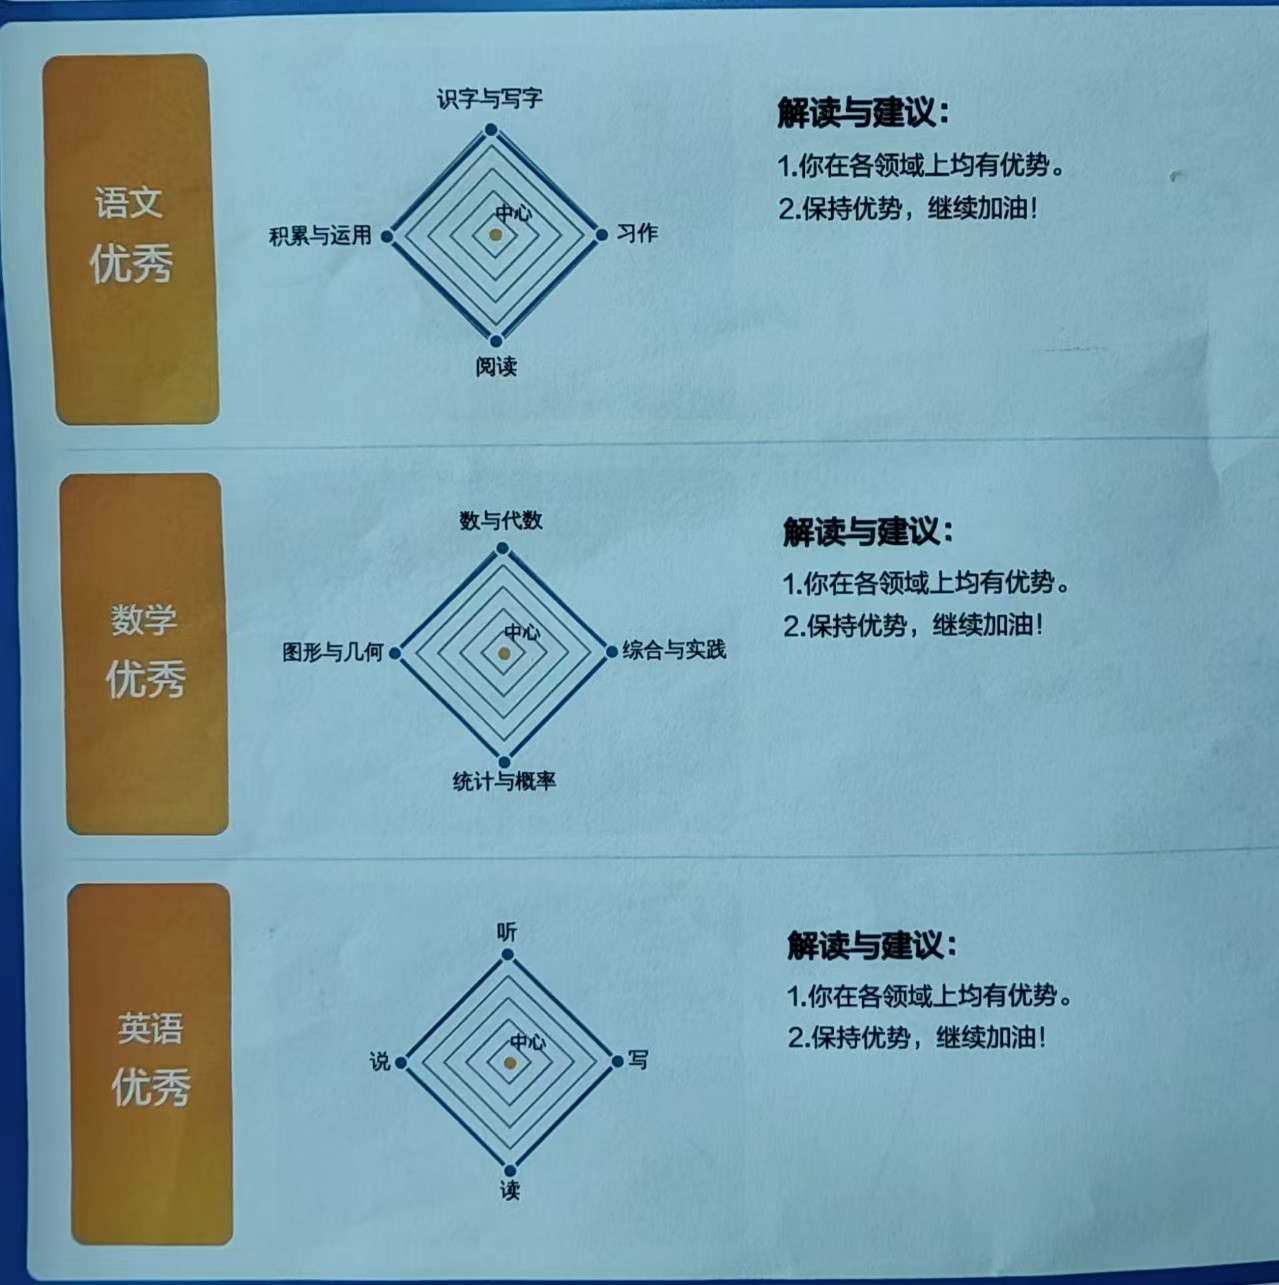 语文
优秀
识字与写字
中心
积累与运用
习作
阅读
解读与建议：
1.你在各领域上均有优势。
2.保持优势，继续加油！
数学
优秀
数与代数
中心
图形与几何
综合与实践
统计与概率
解读与建议：
1.你在各领域上均有优势。
2.保持优势，继续加油！
英语
优秀
听
中心
说
写
读
解读与建议：
1.你在各领域上均有优势。
2.保持优势，继续加油！